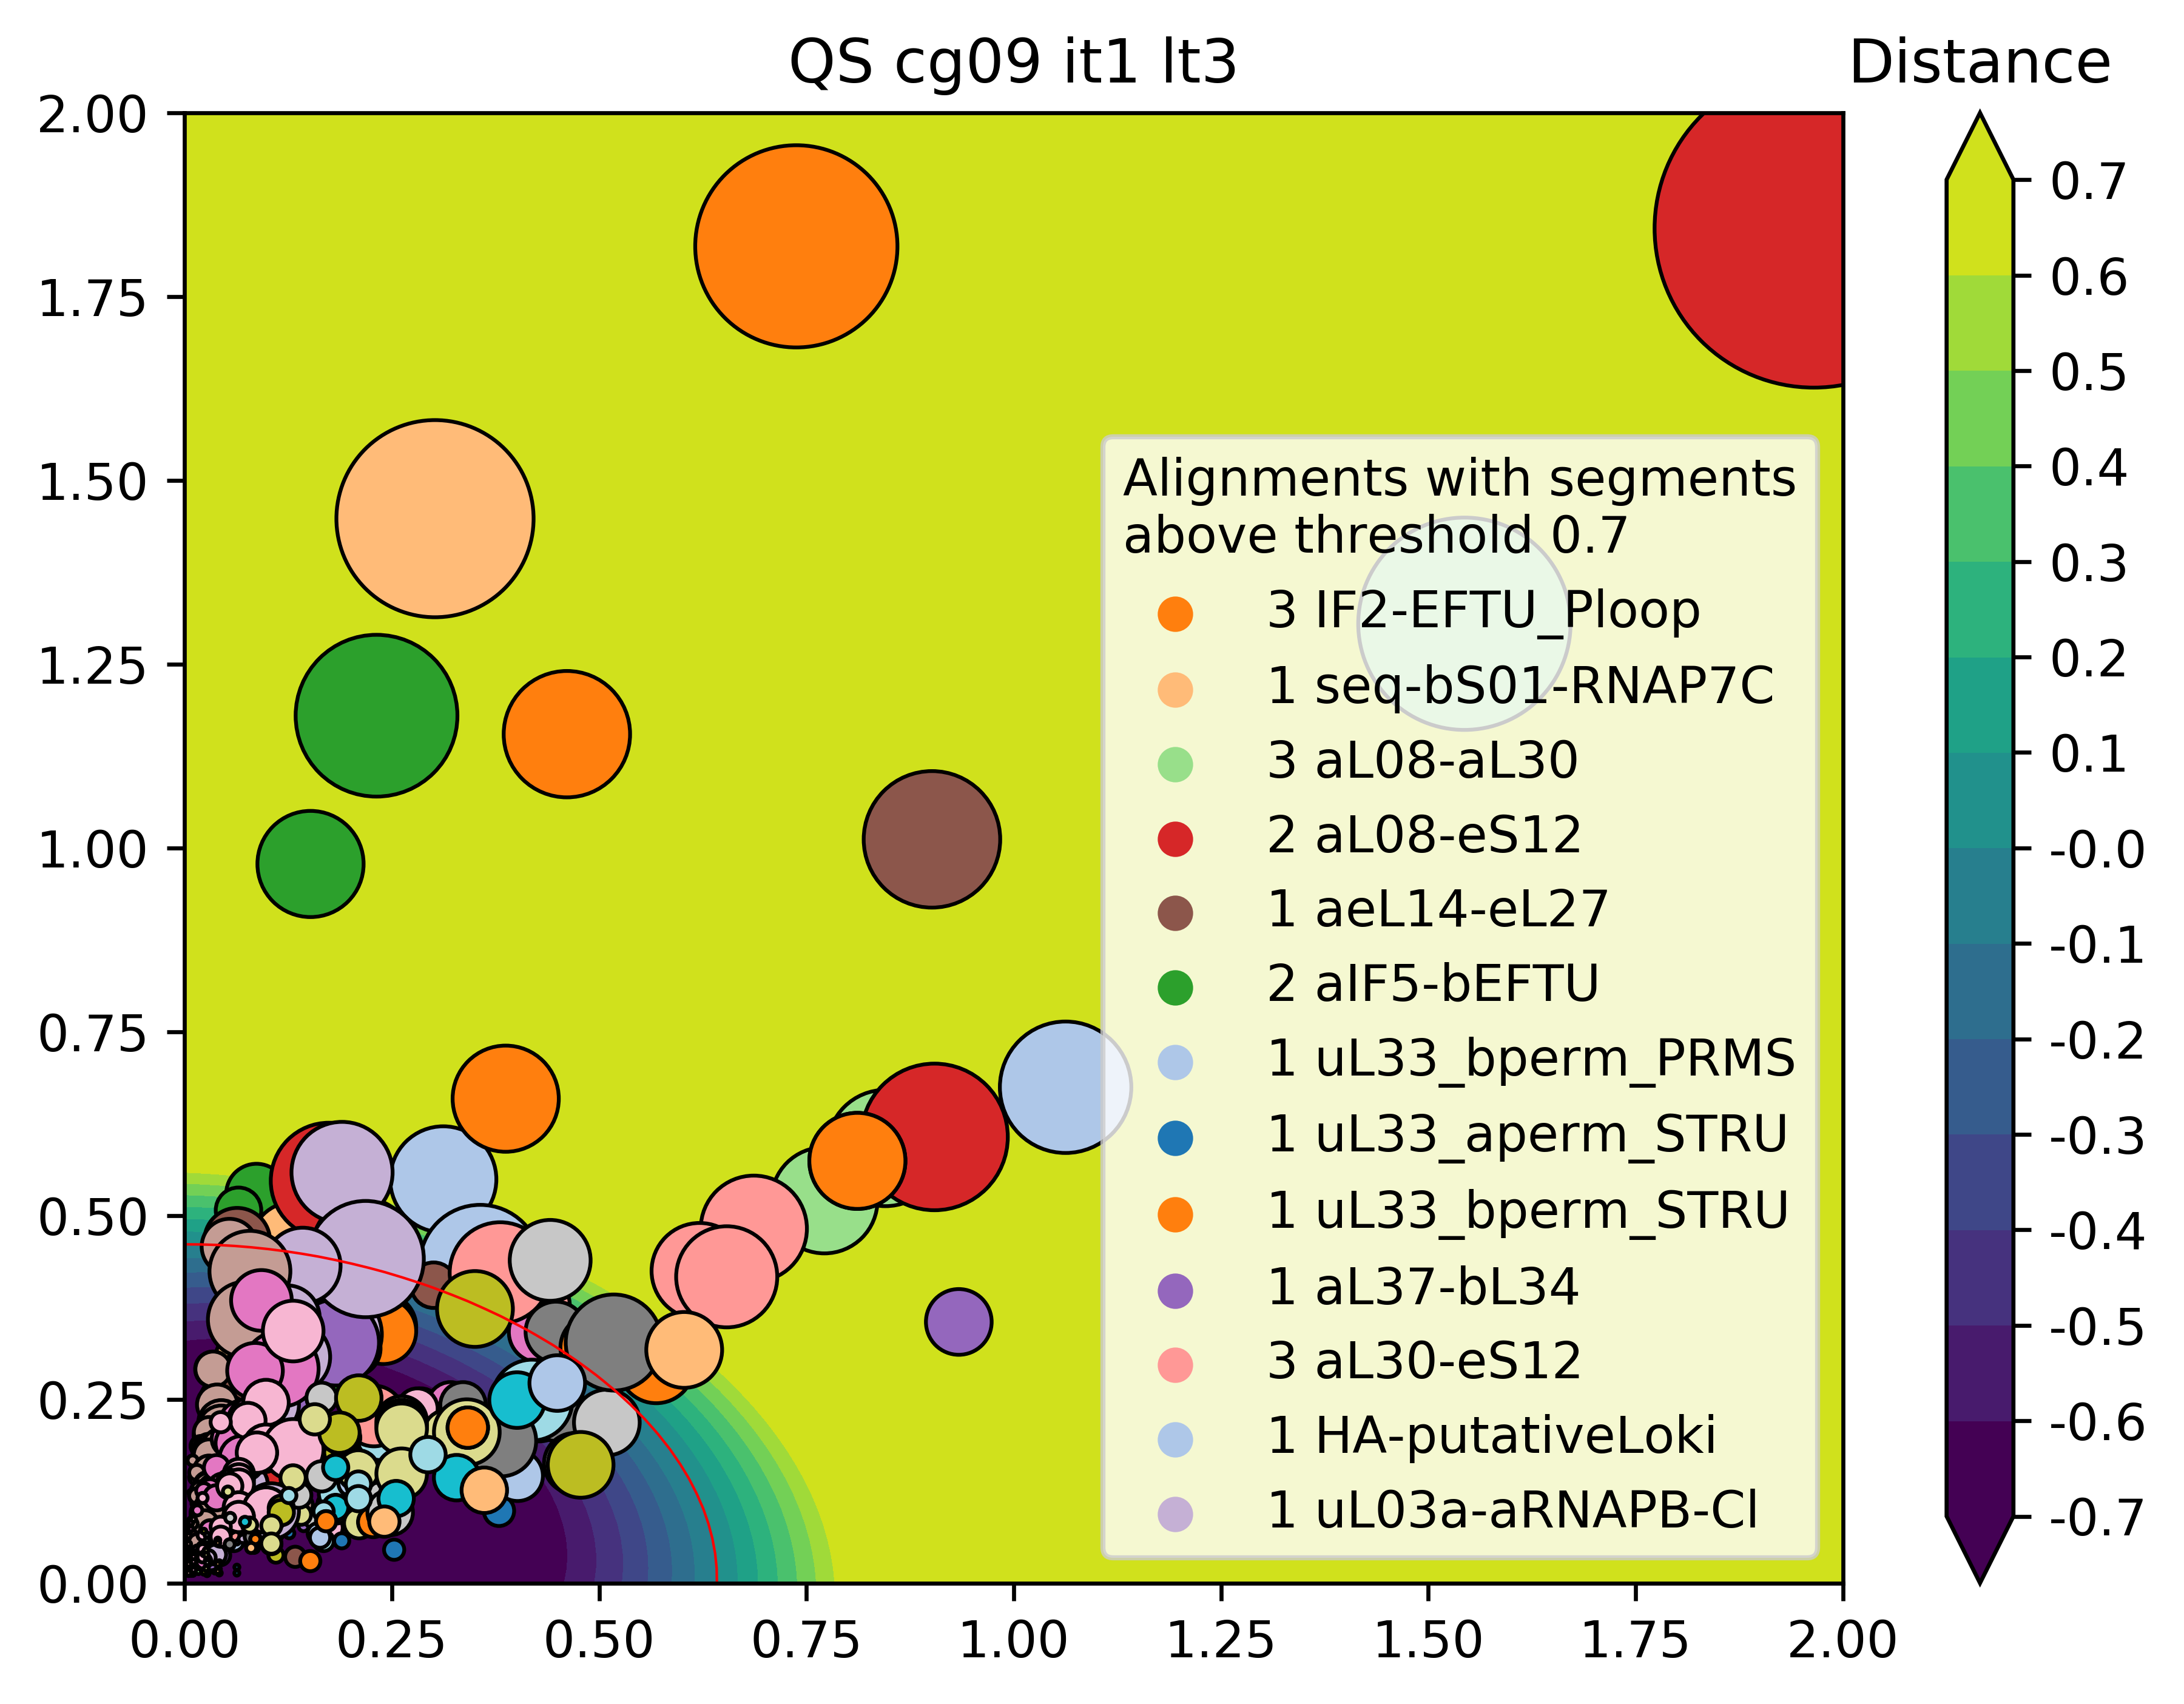 QS cg09 it1 lt3
Distance
2.00
1.75
1.50
1.25
1.00
0.75
0.50
0.25
0.00
0.00 0.25 0.50 0.75 1.00 1.25 1.50 1.75 2.00
Alignments with segments
above threshold 0.7
3 IF2-EFTU_Ploop
1 seq-bS01-RNAP7C
3 aL08-aL30
2 aL08-eS12
1 aeL14-eL27
2 aIF5-bEFTU
1 uL33_bperm_PRMS
1 uL33_aperm_STRU
1 uL33_bperm_STRU
1 aL37-bL34
3 aL30-eS12
1 HA-putativeLoki
1 uL03a-aRNAPB-Cl
0.7
0.6
0.5
0.4
0.3
0.2
0.1
-0.0
-0.1
-0.2
-0.3
-0.4
-0.5
-0.6
-0.7